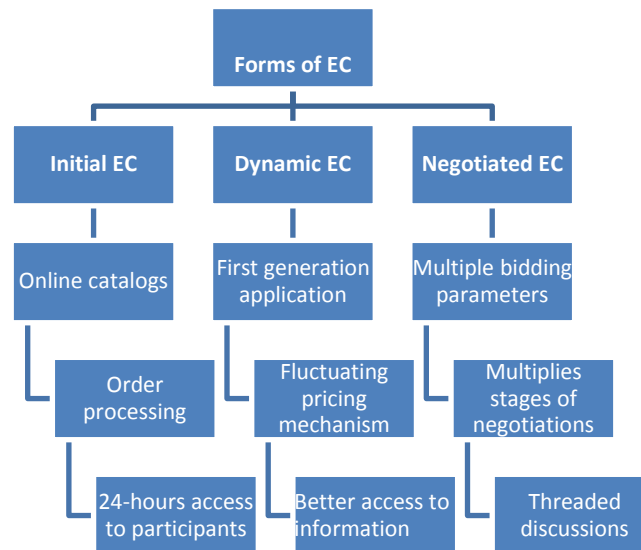 Forms of EC
Initial EC
Dynamic EC
Negotiated EC
Online catalogs
First generation
application
Multiple bidding
parameters
Order
processing
Fluctuating
pricing
mechanism
Multiplies
stages of
negotiations
24-hours access
to participants
Better access to
information
Threaded
discussions